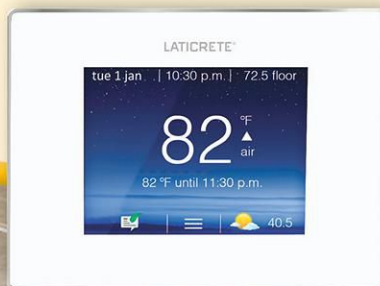 LATICRETE®
tue 1 jan | 10:30 p.m. | 72.5 floor
82 °F
air
82 °F until 11:30 p.m.
40.5